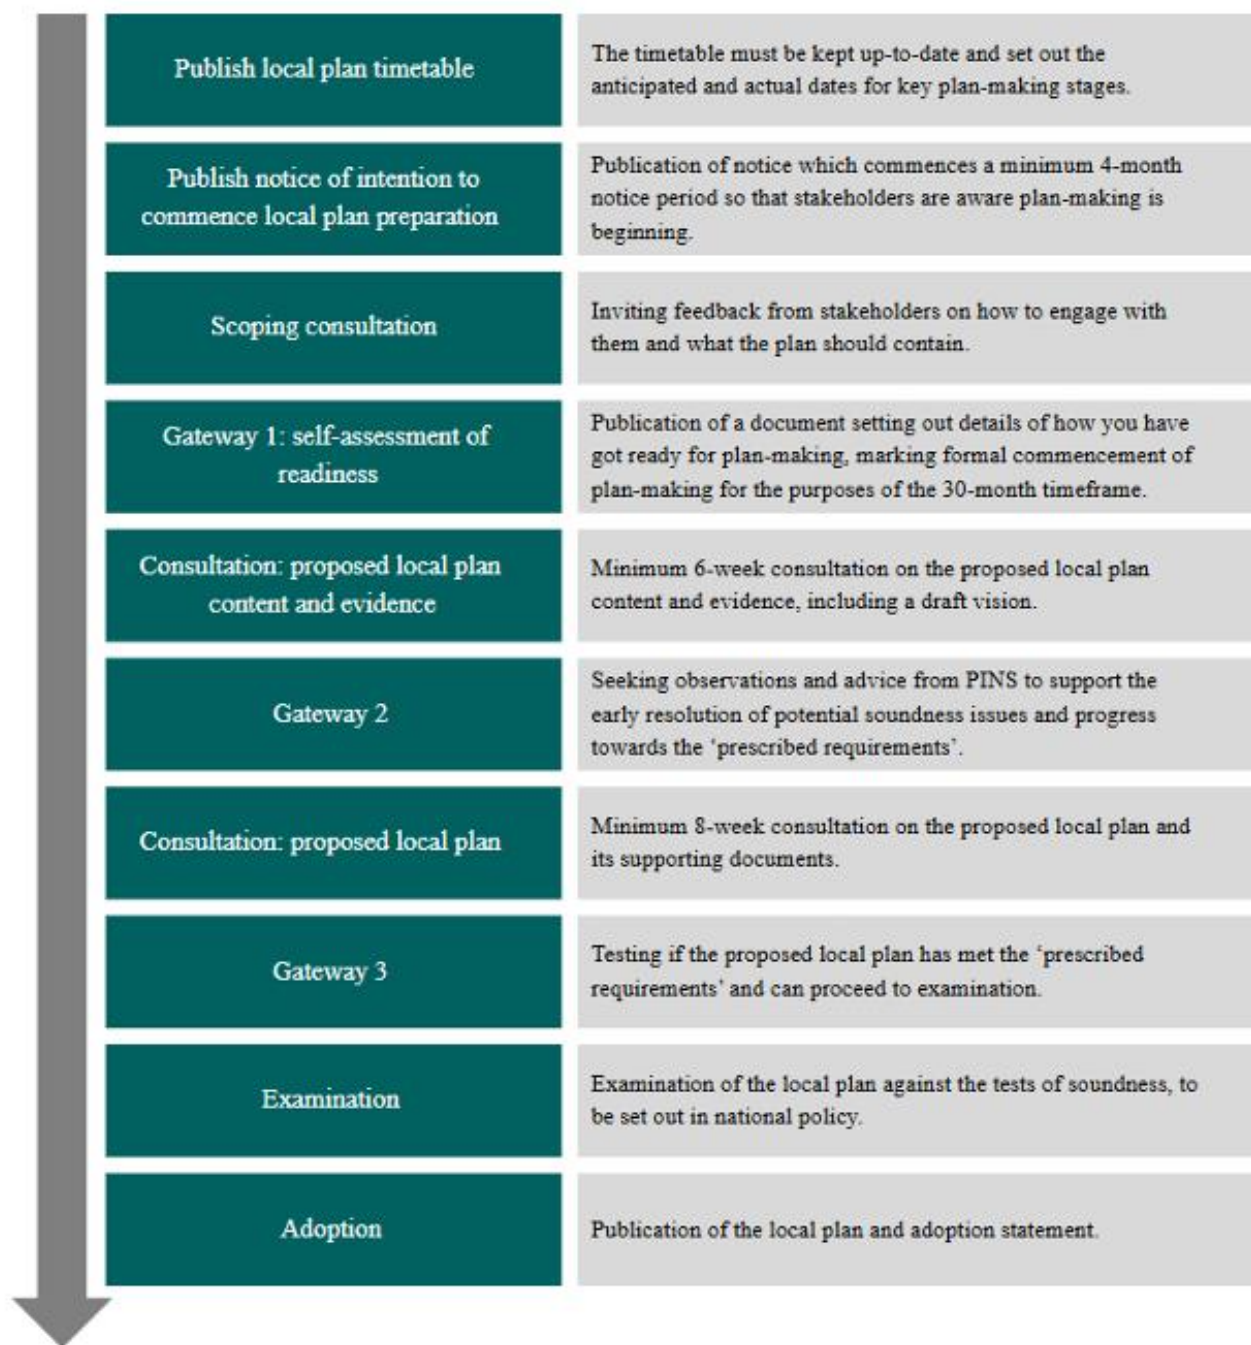 Publish local plan timetable
The timetable must be kept up-to-date and set out the
anticipated and actual dates for key plan-making stages.
Publish notice of intention to
commence local plan preparation
Publication of notice which commences a minimum 4-month
notice period so that stakeholders are aware plan-making is
beginning.
Scoping consultation
Inviting feedback from stakeholders on how to engage with
them and what the plan should contain.
Gateway 1: self-assessment of
readiness
Publication of a document setting out details of how you have
got ready for plan-making, marking formal commencement of
plan-making for the purposes of the 30-month timeframe.
Consultation: proposed local plan
content and evidence
Minimum 6-week consultation on the proposed local plan
content and evidence, including a draft vision.
Gateway 2
Seeking observations and advice from PINS to support the
early resolution of potential soundness issues and progress
towards the ‘prescribed requirements’.
Consultation: proposed local plan
Minimum 8-week consultation on the proposed local plan and
its supporting documents.
Gateway 3
Testing if the proposed local plan has met the ‘prescribed
requirements’ and can proceed to examination.
Examination
Examination of the local plan against the tests of soundness, to
be set out in national policy.
Adoption
Publication of the local plan and adoption statement.